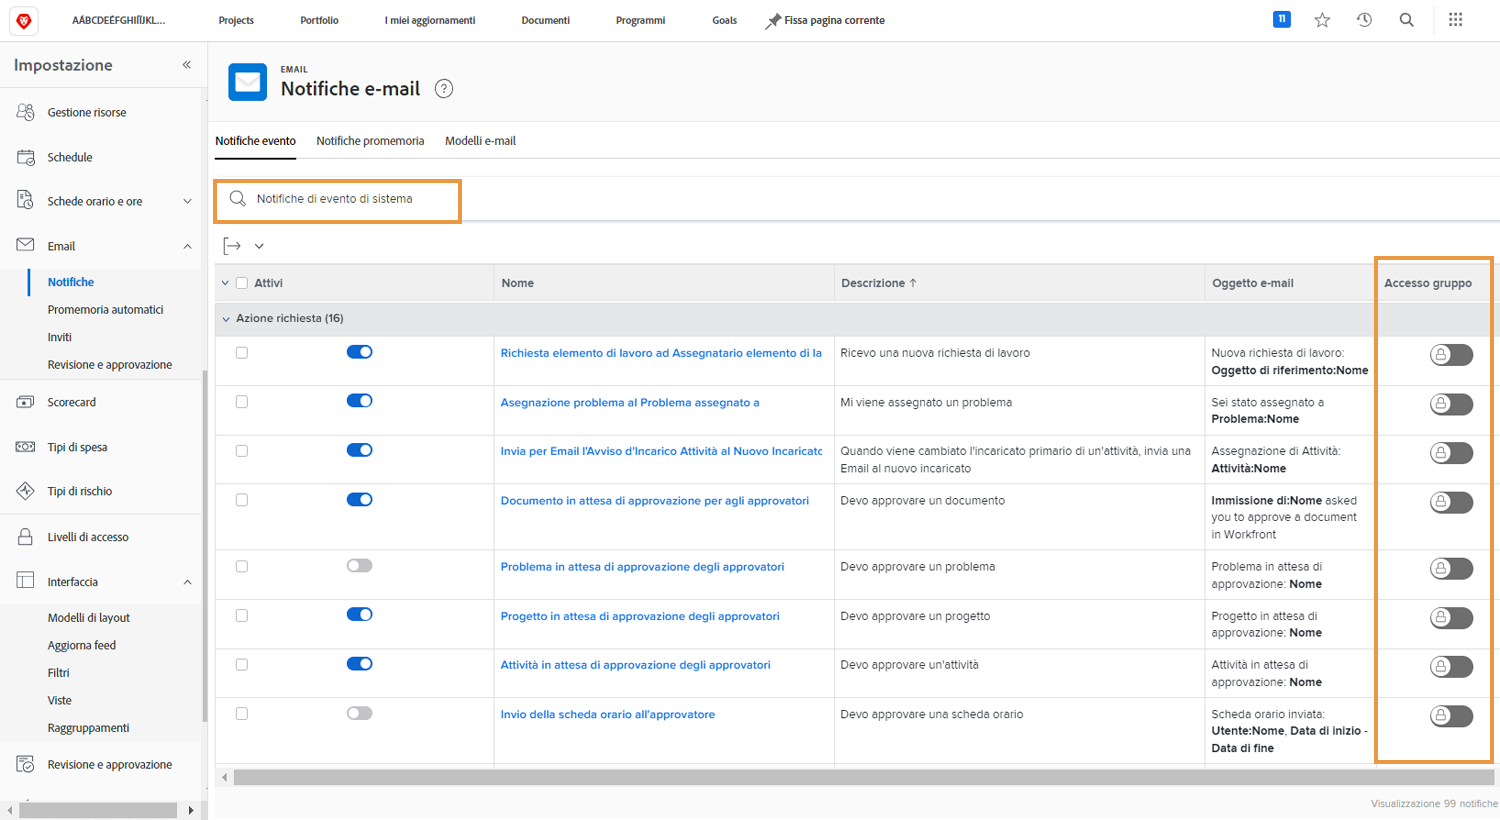 AÁBCDEÉFGHIÍÏJKL... Projects Portfolio I miei aggiornamenti Documenti Programmi Goals Fissa pagina corrente 11
Impostazione
Gestione risorse
Schedule
Schede orario e ore
Email
Notifiche
Promemoria automatici
Inviti
Revisione e approvazione
Scorecard
Tipi di spesa
Tipi di rischio
Livelli di accesso
Interfaccia
Modelli di layout
Aggiorna feed
Filtri
Viste
Raggruppamenti
Revisione e approvazione
EMAIL
Notifiche e-mail ?
Notifiche evento Notifiche promemoria Modelli e-mail
Notifiche di evento di sistema
Attivi Nome Descrizione ↑ Oggetto e-mail Accesso gruppo
Azione richiesta (16)
Richiesta elemento di lavoro ad Assegnatario elemento di la Ricevo una nuova richiesta di lavoro Nuova richiesta di lavoro:
Oggetto di riferimento:Nome
Asegnazione problema al Problema assegnato a Mi viene assegnato un problema Sei stato assegnato a
Problema:Nome
Invia per Email l'Avviso d'Incarico Attività al Nuovo Incaricato Quando viene cambiato l'incaricato primario di un'attività, invia una Assegnazione di Attività:
Email al nuovo incaricato Attività:Nome
Documento in attesa di approvazione per agli approvatori Devo approvare un documento Immissione di:Nome asked
you to approve a document
in Workfront
Problema in attesa di approvazione degli approvatori Devo approvare un problema Problema in attesa di
approvazione: Nome
Progetto in attesa di approvazione degli approvatori Devo approvare un progetto Progetto in attesa di
approvazione: Nome
Attività in attesa di approvazione degli approvatori Devo approvare un'attività Attività in attesa di
approvazione: Nome
Invio della scheda orario all'approvatore Devo approvare una scheda orario Scheda orario inviata:
Utente:Nome, Data di inizio -
Data di fine
Visualizzazione 99 notifiche